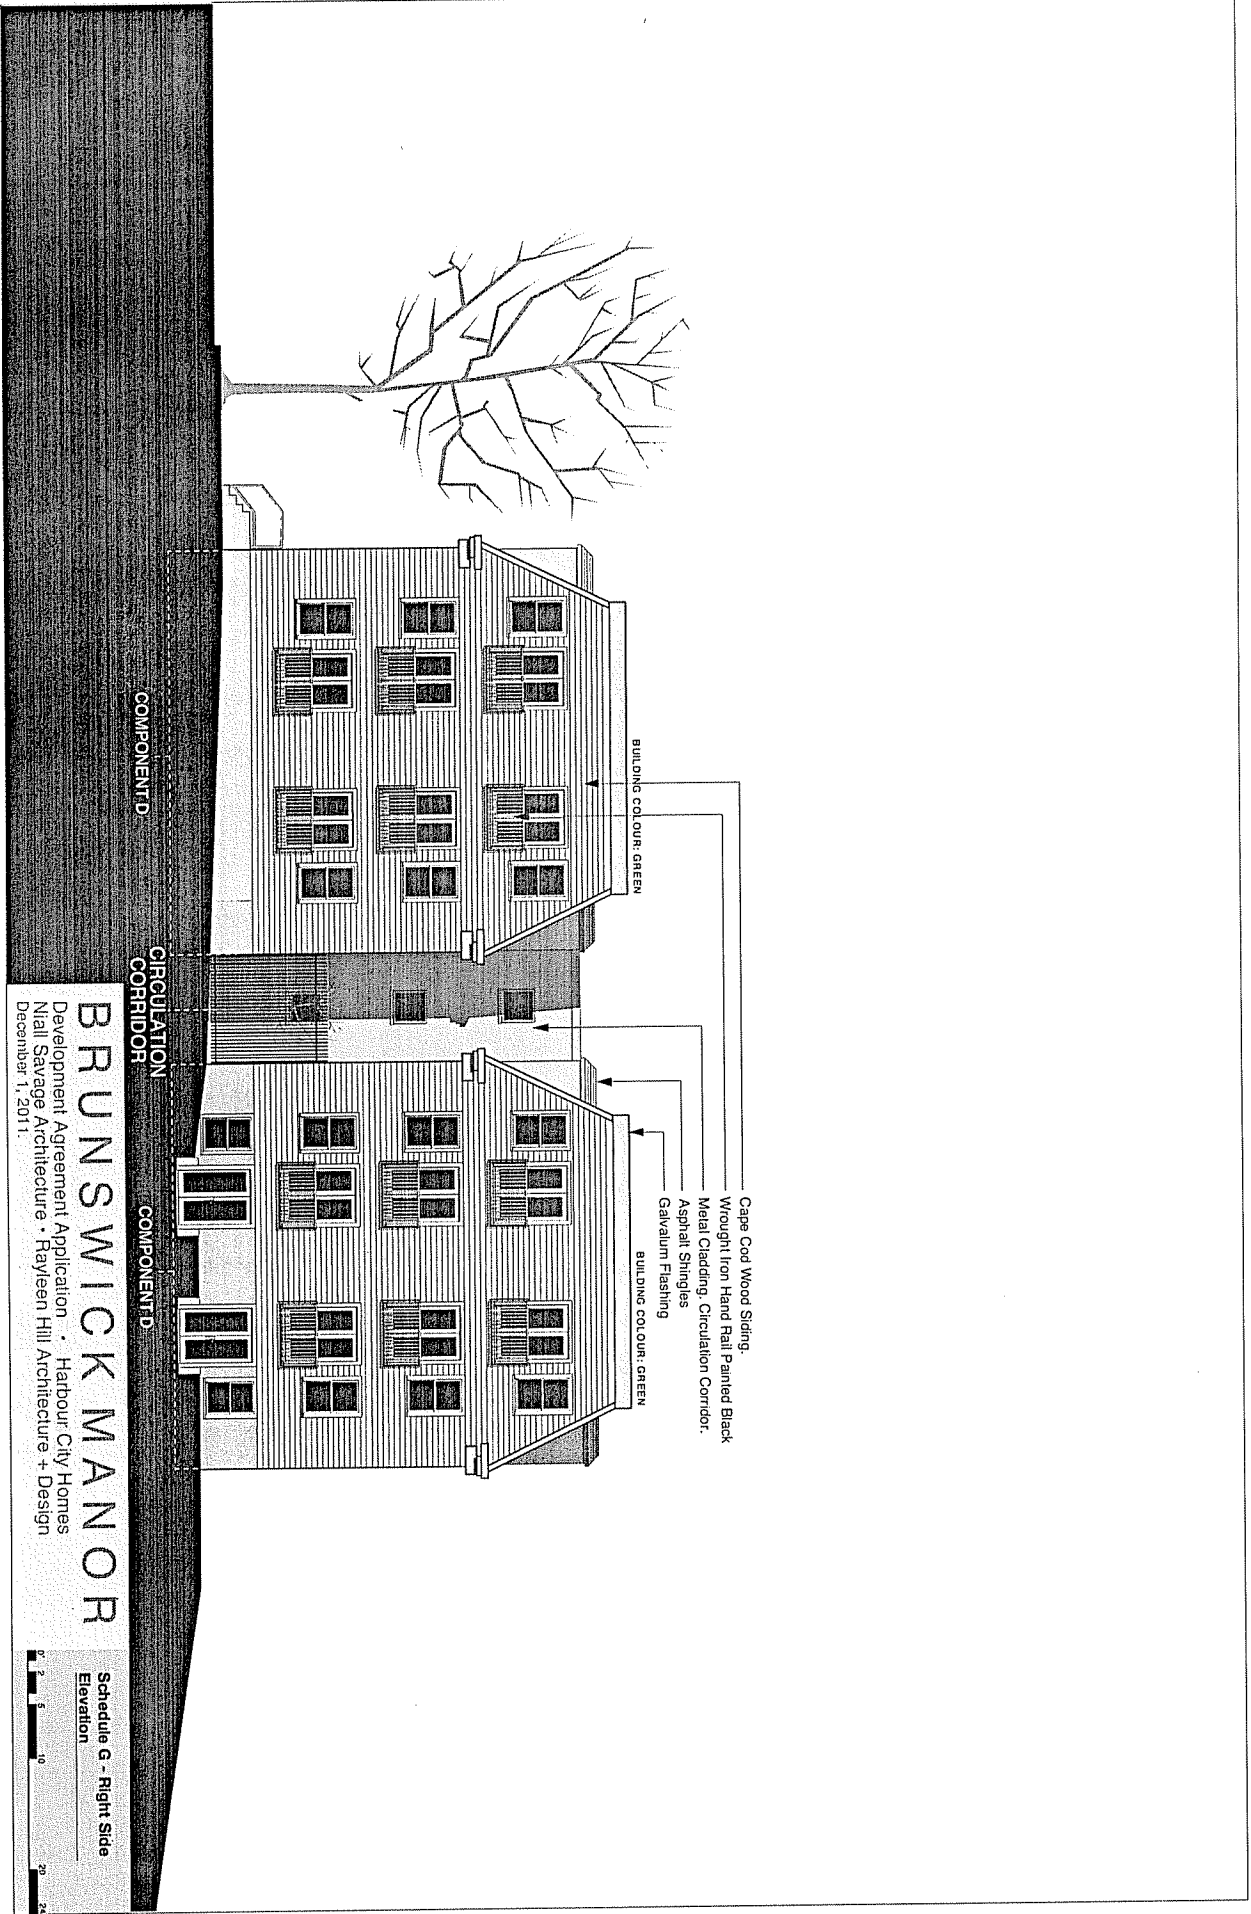 Cape Cod Wood Siding.
Wrought Iron Hand Rail Painted Black
Metal Cladding. Circulation Corridor.
Asphalt Shingles
Galvalum Flashing
BUILDING COLOUR: GREEN
BUILDING COLOUR: GREEN
COMPONENT D
CIRCULATION
CORRIDOR
COMPONENT D
BRUNSWICK MANOR
Development Agreement Application • Harbour City Homes
Niall Savage Architecture • Rayleen Hill Architecture + Design
December 1, 2011.
Schedule G - Right Side
Elevation
0' 2 5 10 20 24